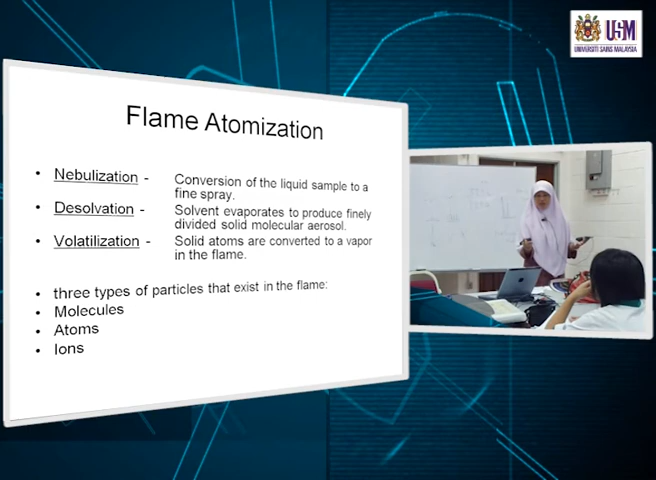 USM
UNIVERSITI SAINS MALAYSIA
Flame Atomization
• Nebulization - Conversion of the liquid sample to a
fine spray.
• Desolvation - Solvent evaporates to produce finely
divided solid molecular aerosol.
• Volatilization - Solid atoms are converted to a vapor
in the flame.
• three types of particles that exist in the flame:
• Molecules
• Atoms
• Ions